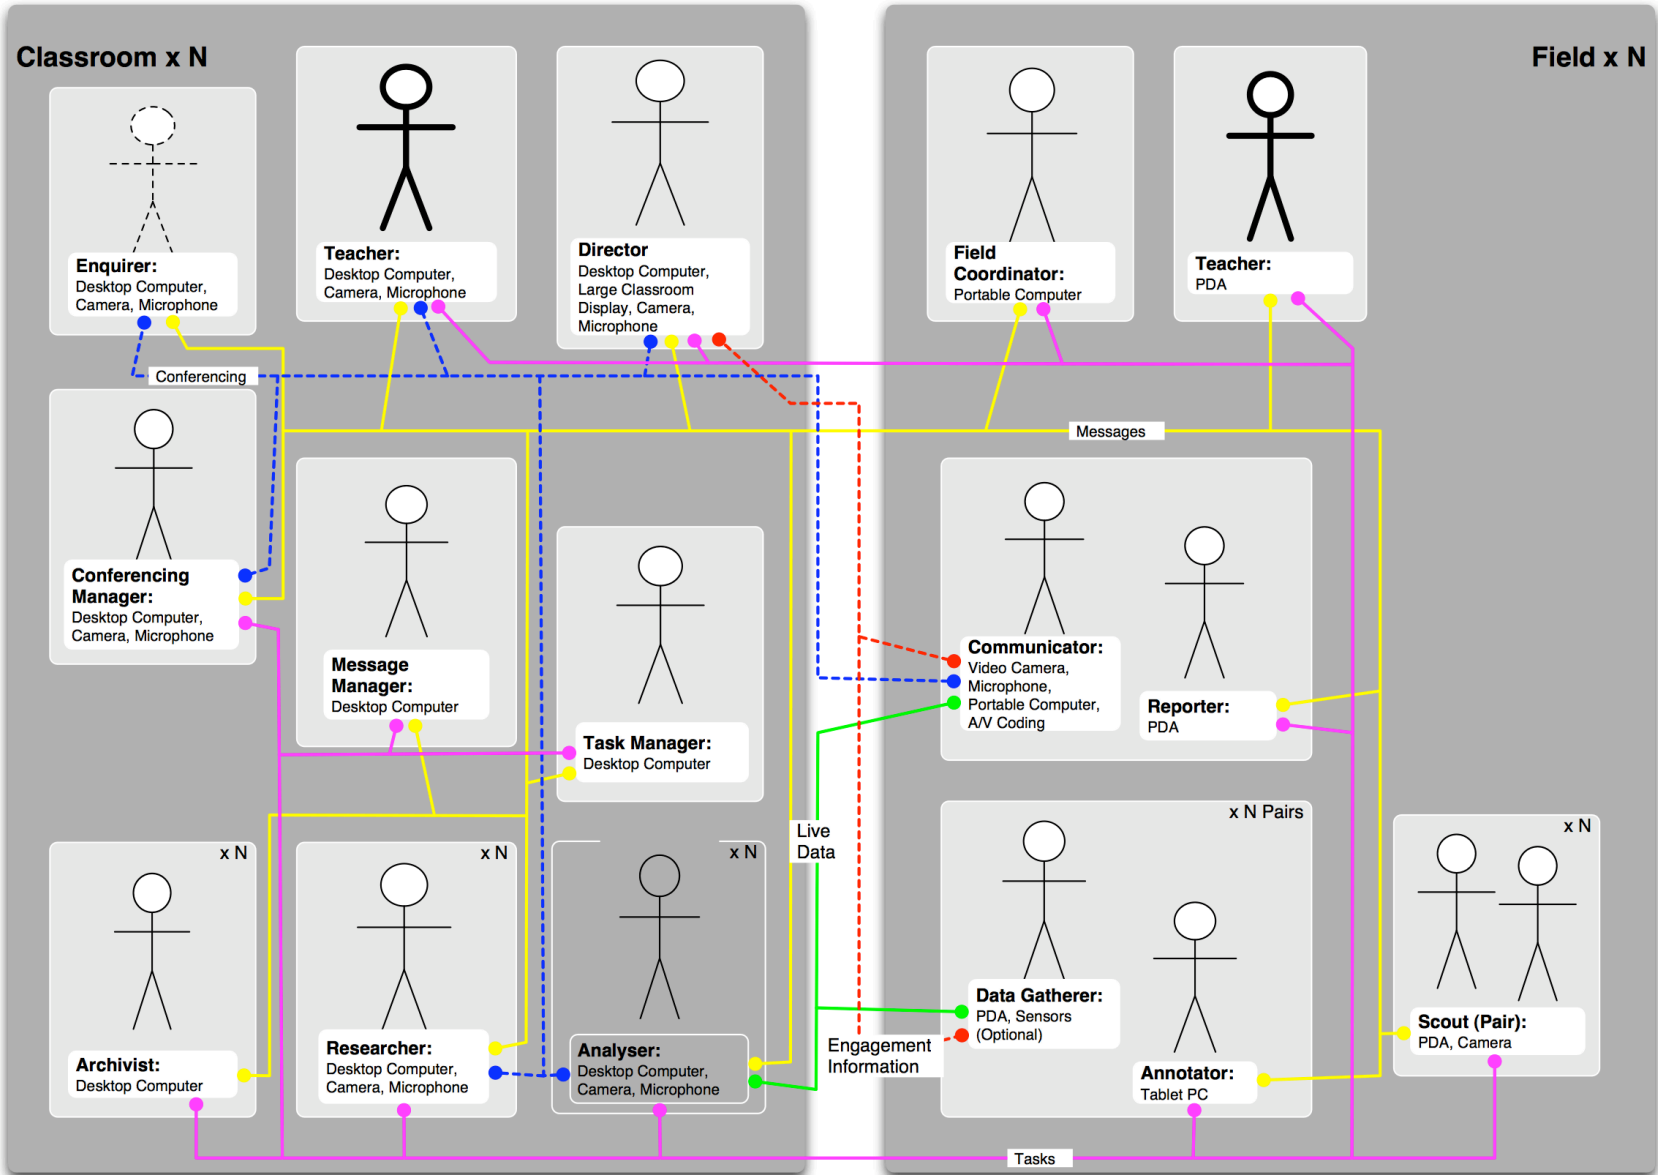 Classroom x N
Field x N
Enquirer:
Desktop Computer,
Camera, Microphone
Teacher:
Desktop Computer,
Camera, Microphone
Director
Desktop Computer,
Large Classroom
Display, Camera,
Microphone
Field
Coordinator:
Portable Computer
Teacher:
PDA
Conferencing
Messages
Conferencing
Manager:
Desktop Computer,
Camera, Microphone
Message
Manager:
Desktop Computer
Task Manager:
Desktop Computer
Communicator:
Video Camera,
Microphone,
Portable Computer,
A/V Coding
Reporter:
PDA
Live
Data
x N
Archivist:
Desktop Computer
x N
Researcher:
Desktop Computer,
Camera, Microphone
x N
Analyser:
Desktop Computer,
Camera, Microphone
Engagement
Information
x N Pairs
Data Gatherer:
PDA, Sensors
(Optional)
Annotator:
Tablet PC
x N
Scout (Pair):
PDA, Camera
Tasks